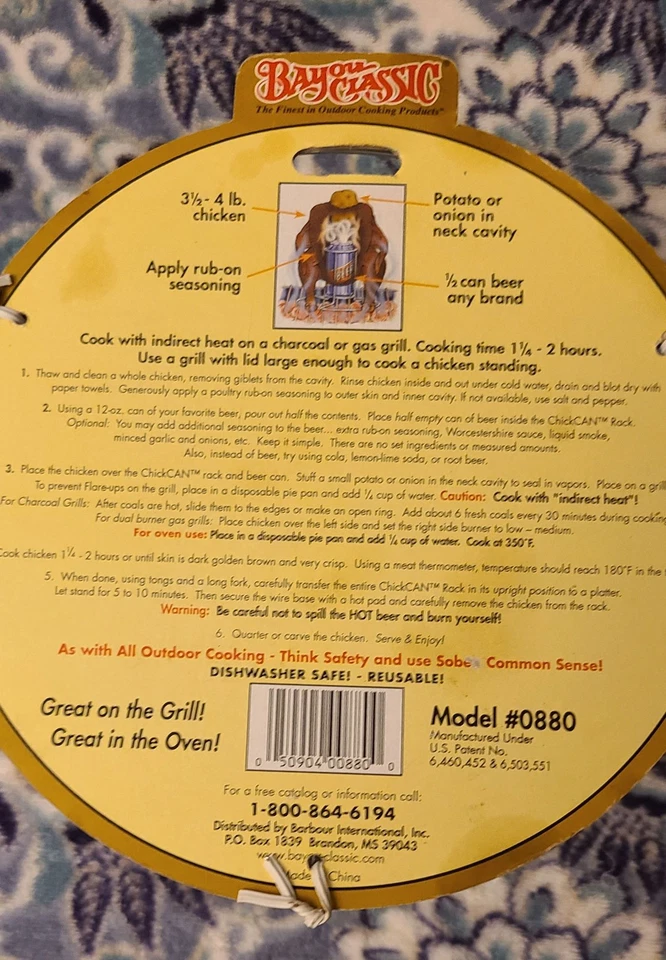 BAYOU CLASSIC
The Finest in Outdoor Cooking Products
3½ - 4 lb.
chicken
Potato or
onion in
neck cavity
Apply rub-on
seasoning
½ can beer
any brand
BEER
Cook with indirect heat on a charcoal or gas grill. Cooking time 1¼ - 2 hours.
Use a grill with lid large enough to cook a chicken standing.
1. Thaw and clean a whole chicken, removing giblets from the cavity. Rinse chicken inside and out under cold water, drain and blot dry with
paper towels. Generously apply a poultry rub-on seasoning to outer skin and inner cavity. If not available, use salt and pepper.
2. Using a 12-oz. can of your favorite beer, pour out half the contents. Place half empty can of beer inside the ChickCAN™ Rack.
Optional: You may add additional seasoning to the beer... extra rub-on seasoning, Worcestershire sauce, liquid smoke,
minced garlic and onions, etc. Keep it simple. There are no set ingredients or measured amounts.
Also, instead of beer, try using cola, lemon-lime soda, or root beer.
3. Place the chicken over the ChickCAN™ rack and beer can. Stuff a small potato or onion in the neck cavity to seal in vapors. Place on a grill
To prevent Flare-ups on the grill, place in a disposable pie pan and add ¼ cup of water. Caution: Cook with "indirect heat"!
For Charcoal Grills: After coals are hot, slide them to the edges or make an open ring. Add about 6 fresh coals every 30 minutes during cooking
For dual burner gas grills: Place chicken over the left side and set the right side burner to low – medium.
For oven use: Place in a disposable pie pan and add ¼ cup of water. Cook at 350°F.
Cook chicken 1¼ - 2 hours or until skin is dark golden brown and very crisp. Using a meat thermometer, temperature should reach 180°F in the
5. When done, using tongs and a long fork, carefully transfer the entire ChickCAN™ Rack in its upright position to a platter.
Let stand for 5 to 10 minutes. Then secure the wire base with a hot pad and carefully remove the chicken from the rack.
Warning: Be careful not to spill the HOT beer and burn yourself!
6. Quarter or carve the chicken. Serve & Enjoy!
As with All Outdoor Cooking - Think Safety and use Sober Common Sense!
DISHWASHER SAFE! - REUSABLE!
Great on the Grill!
Great in the Oven!
0 50904 00880 0
Model #0880
Manufactured Under
U.S. Patent No.
6,460,452 & 6,503,551
For a free catalog or information call:
1-800-864-6194
Distributed by Barbour International, Inc.
P.O. Box 1839 Brandon, MS 39043
www.bayouclassic.com
Made China